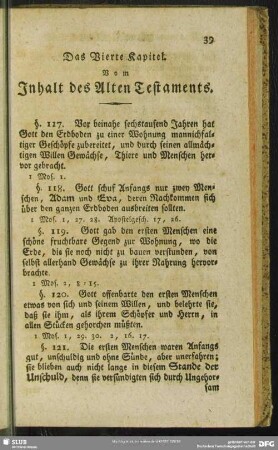 39
Das Vierte Kapitel.
Vom
Inhalt des Alten Testaments.
§. 117. Vor beinahe sechstausend Jahren hat
Gott den Erdboden zu einer Wohnung mannichfal-
tiger Geschöpfe zubereitet, und durch seinen allmäch-
tigen Willen Gewächse, Thiere und Menschen her-
vor gebracht.
1 Mos. 1.
§. 118. Gott schuf Anfangs nur zwey Men-
schen, Adam und Eva, deren Nachkommen sich
über den ganzen Erdboden ausbreiten sollten.
1 Mos. 1, 27. 28. Apostelgesch. 17, 26.
§. 119. Gott gab den ersten Menschen eine
schöne fruchtbare Gegend zur Wohnung, wo die
Erde, die sie noch nicht zu bauen verstunden, von
selbst allerhand Gewächse zu ihrer Nahrung hervor-
brachte.
1 Mos. 2, 8-15.
§. 120. Gott offenbarte den ersten Menschen
etwas von sich und seinem Willen, und belehrte sie,
daß sie ihm, als ihrem Schöpfer und Herrn, in
allen Stücken gehorchen müßten.
1 Mos. 1, 29. 30. 2, 16. 17.
§. 121. Die ersten Menschen waren Anfangs
gut, unschuldig und ohne Sünde, aber unerfahren;
sie blieben auch nicht lange in diesem Stande der
Unschuld, denn sie versündigten sich durch Ungehor-
sam
SLUB
DFG